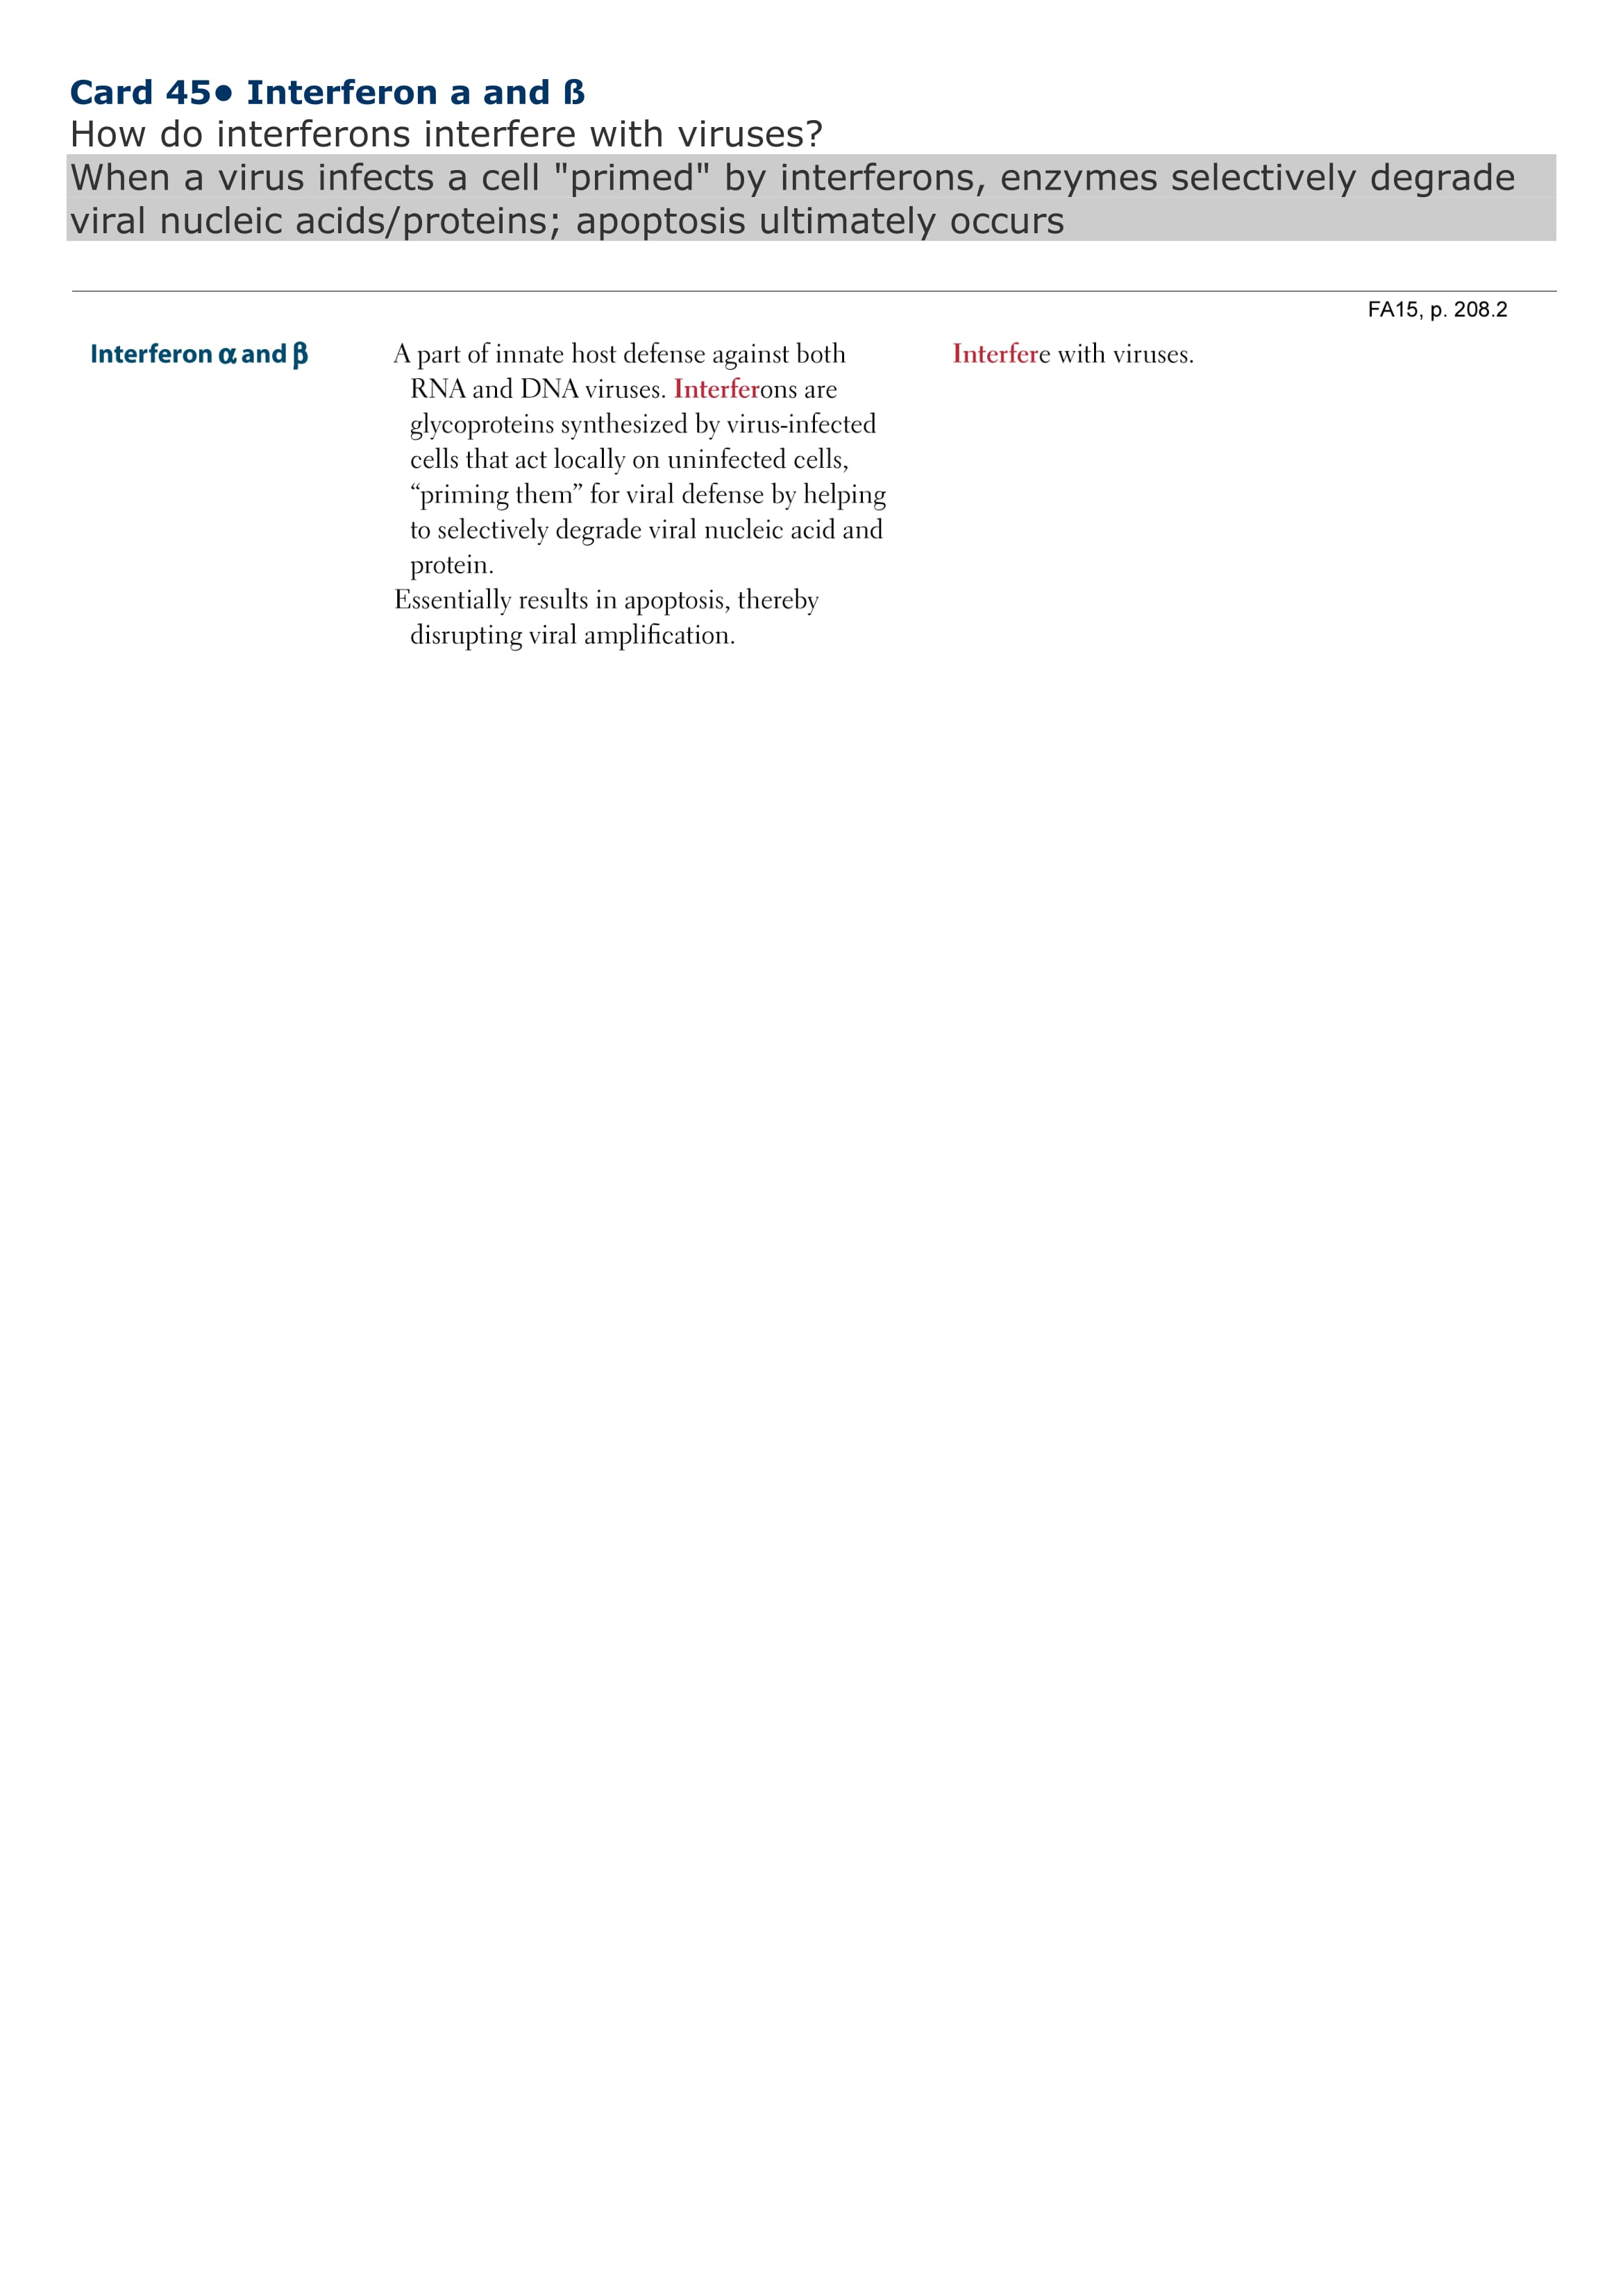 Card 45• Interferon a and ß
How do interferons interfere with viruses?
When a virus infects a cell "primed" by interferons, enzymes selectively degrade
viral nucleic acids/proteins; apoptosis ultimately occurs
FA15, p. 208.2
Interferon α and β
A part of innate host defense against both
RNA and DNA viruses. Interferons are
glycoproteins synthesized by virus-infected
cells that act locally on uninfected cells,
“priming them” for viral defense by helping
to selectively degrade viral nucleic acid and
protein.
Essentially results in apoptosis, thereby
disrupting viral amplification.
Interfere with viruses.